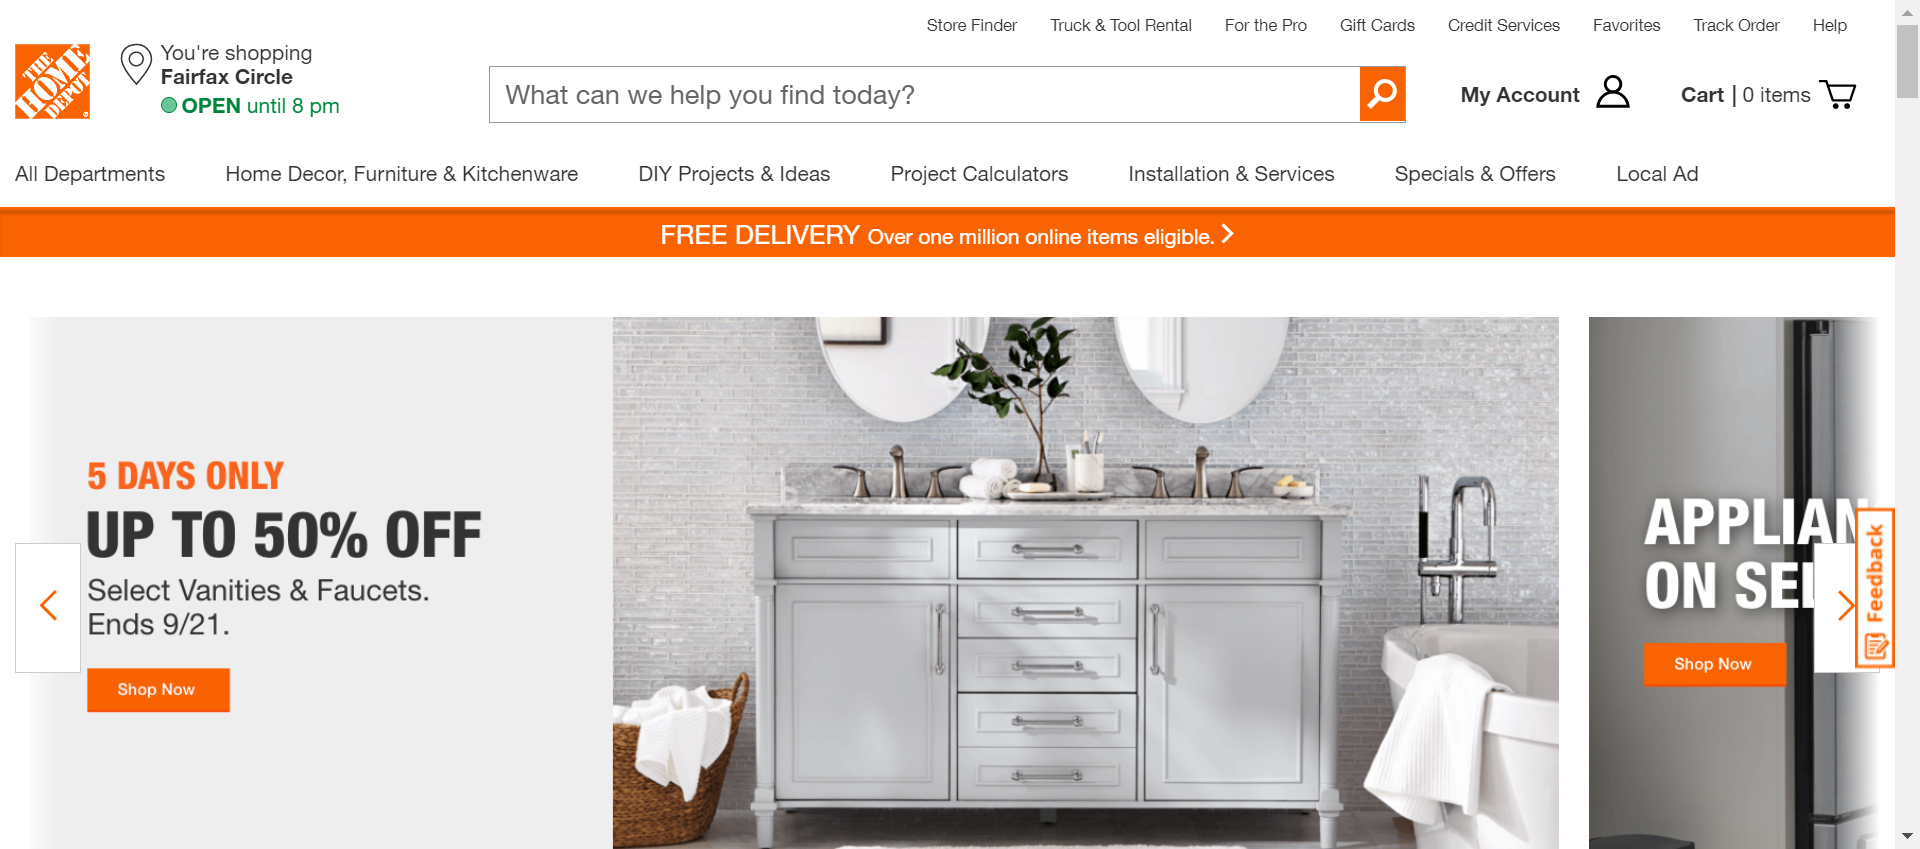 Store Finder Truck & Tool Rental For the Pro Gift Cards Credit Services Favorites Track Order Help
THE
HOME
DEPOT
You're shopping
Fairfax Circle
OPEN until 8 pm
What can we help you find today?
My Account
Cart | 0 items
All Departments Home Decor, Furniture & Kitchenware DIY Projects & Ideas Project Calculators Installation & Services Specials & Offers Local Ad
FREE DELIVERY Over one million online items eligible.
5 DAYS ONLY
UP TO 50% OFF
Select Vanities & Faucets.
Ends 9/21.
Shop Now
ON
Shop Now
Feedback